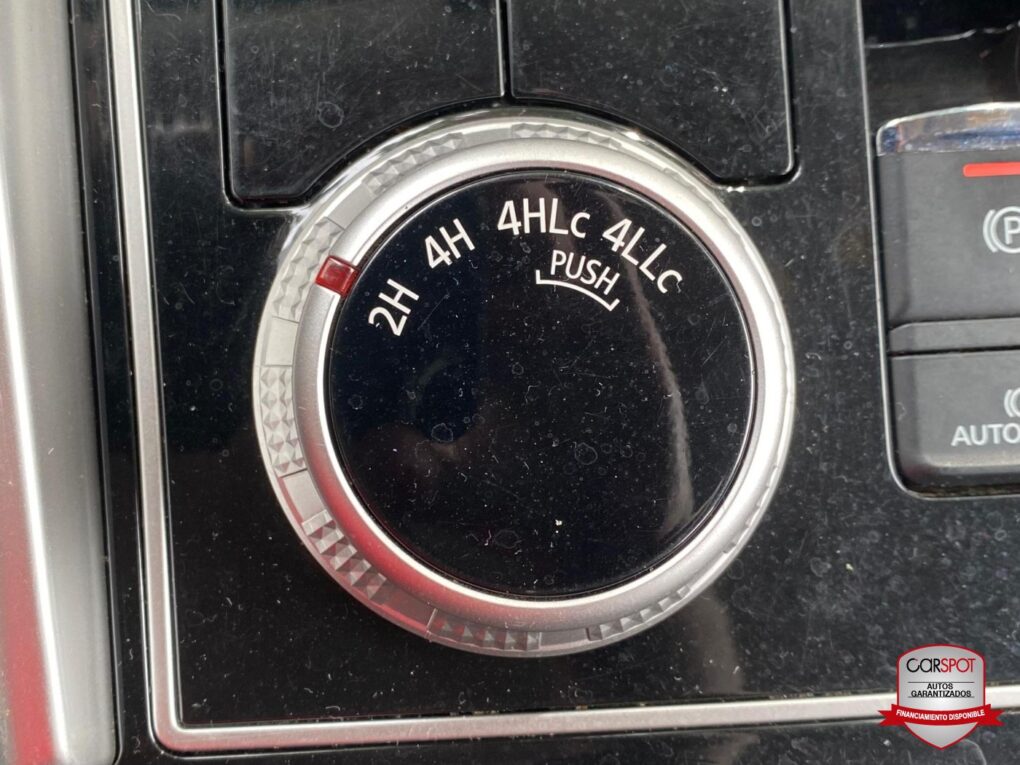 2H
4H
4HLc
4LLc
PUSH
P
AUTO
CARSPOT
AUTOS
GARANTIZADOS
FINANCIAMIENTO DISPONIBLE